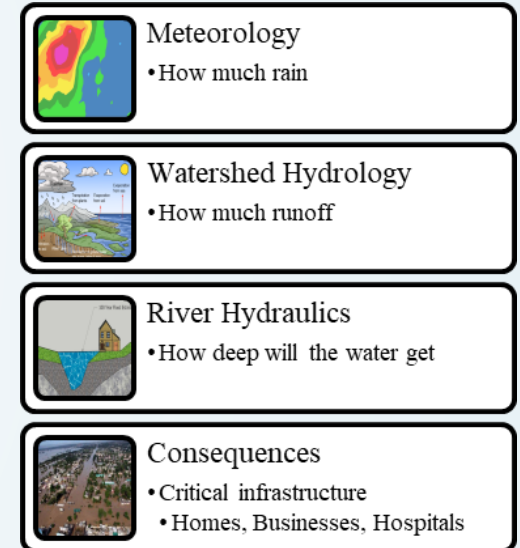 Meteorology
•How much rain
Watershed Hydrology
•How much runoff
River Hydraulics
•How deep will the water get
Consequences
•Critical infrastructure
•Homes, Businesses, Hospitals